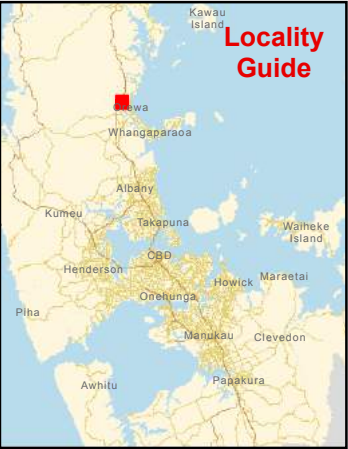 Kawau
Island
Locality
Guide
Orewa
Whangaparaoa
Albany
Kumeu
Takapuna
Waiheke
Island
CBD
Henderson
Howick
Maraetai
Onehunga
Piha
Manukau
Clevedon
Awhitu
Papakura